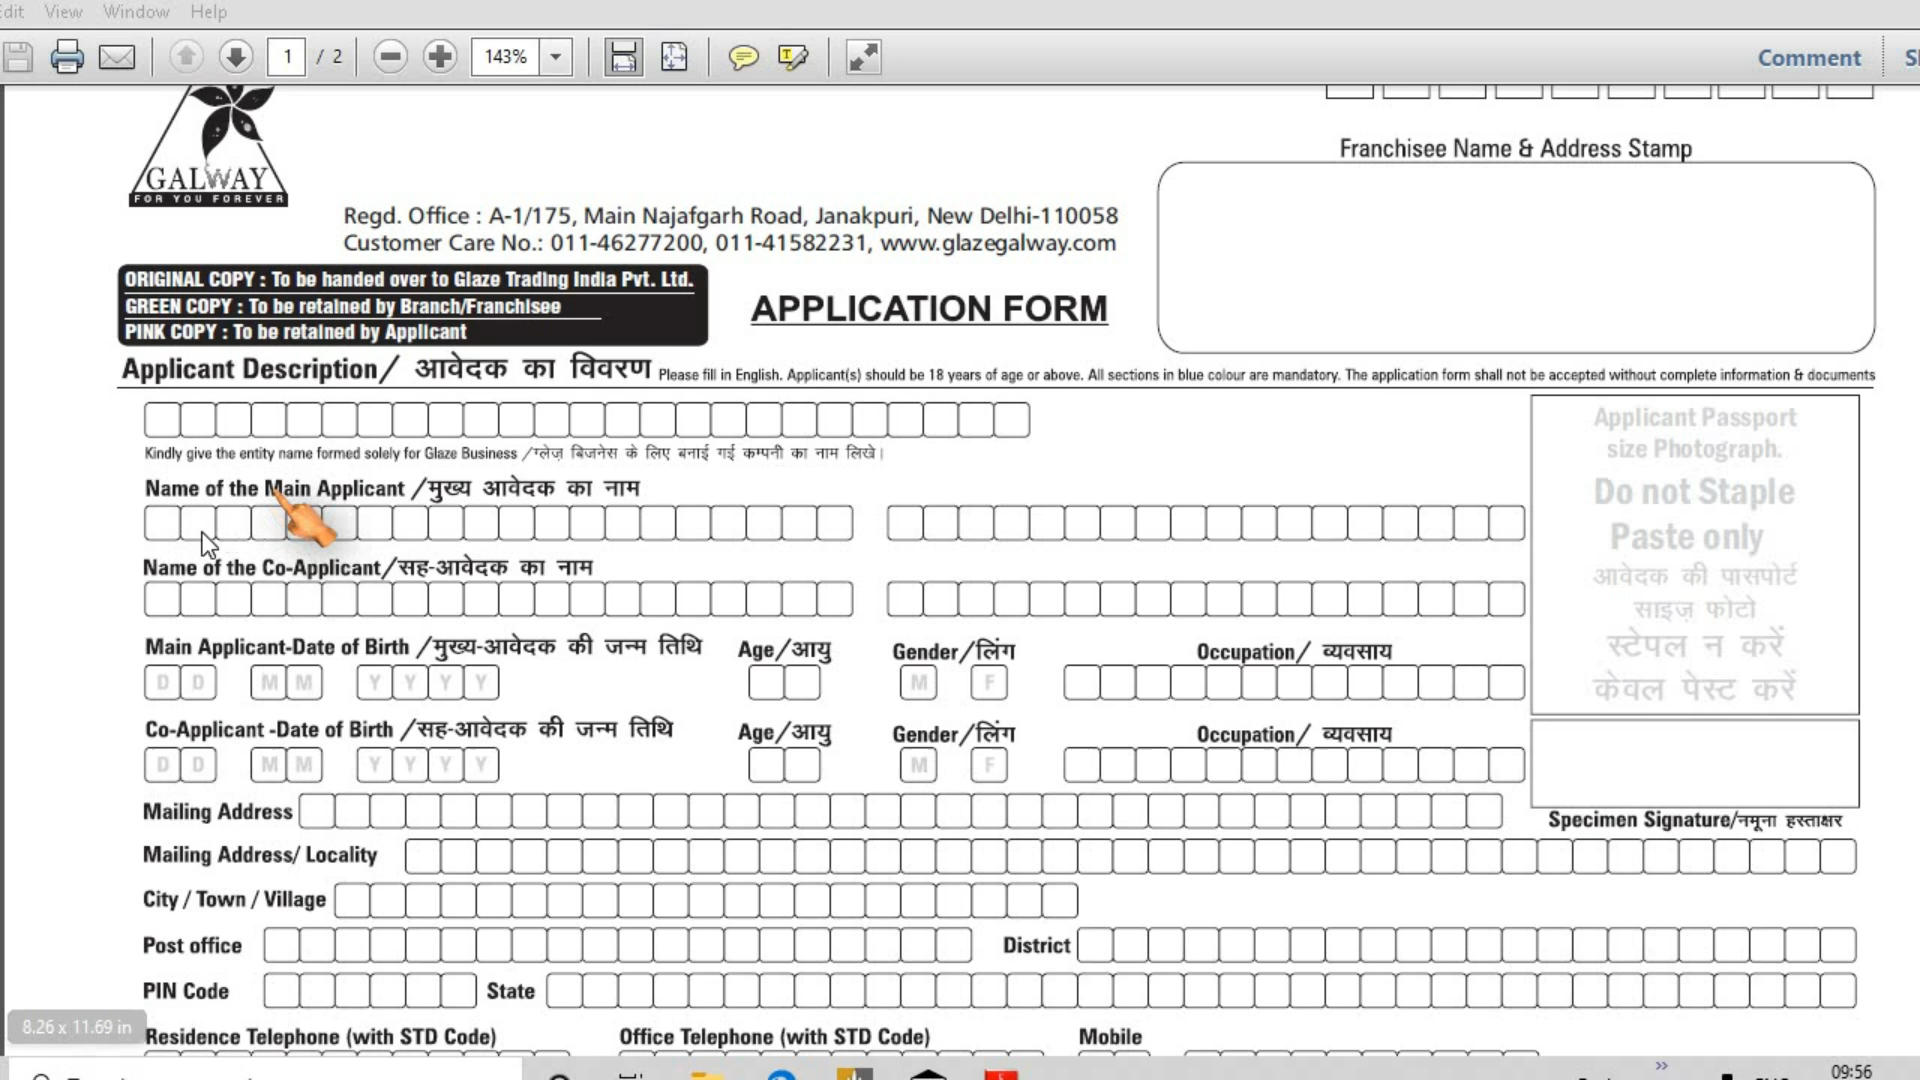 Edit View Window Help
1 / 2 143% Comment
GALWAY
FOR YOU FOREVER
Franchisee Name & Address Stamp
Regd. Office : A-1/175, Main Najafgarh Road, Janakpuri, New Delhi-110058
Customer Care No.: 011-46277200, 011-41582231, www.glazegalway.com
ORIGINAL COPY : To be handed over to Glaze Trading India Pvt. Ltd.
GREEN COPY : To be retained by Branch/Franchisee
PINK COPY : To be retained by Applicant
APPLICATION FORM
Applicant Description/ आवेदक का विवरण Please fill in English. Applicant(s) should be 18 years of age or above. All sections in blue colour are mandatory. The application form shall not be accepted without complete information & documents
Kindly give the entity name formed solely for Glaze Business /ग्लेज़ बिजनेस के लिए बनाई गई कम्पनी का नाम लिखे।
Name of the Main Applicant /मुख्य आवेदक का नाम
Name of the Co-Applicant/सह-आवेदक का नाम
Applicant Passport
size Photograph.
Do not Staple
Paste only
आवेदक की पासपोर्ट
साइज़ फोटो
स्टेपल न करें
केवल पेस्ट करें
Main Applicant-Date of Birth /मुख्य-आवेदक की जन्म तिथि Age/आयु Gender/लिंग Occupation/ व्यवसाय
D D M M Y Y Y Y M F
Co-Applicant -Date of Birth /सह-आवेदक की जन्म तिथि Age/आयु Gender/लिंग Occupation/ व्यवसाय
D D M M Y Y Y Y M F
Mailing Address
Specimen Signature/नमूना हस्ताक्षर
Mailing Address/ Locality
City / Town / Village
Post office District
PIN Code State
8.26 x 11.69 in
Residence Telephone (with STD Code) Office Telephone (with STD Code) Mobile
09:56